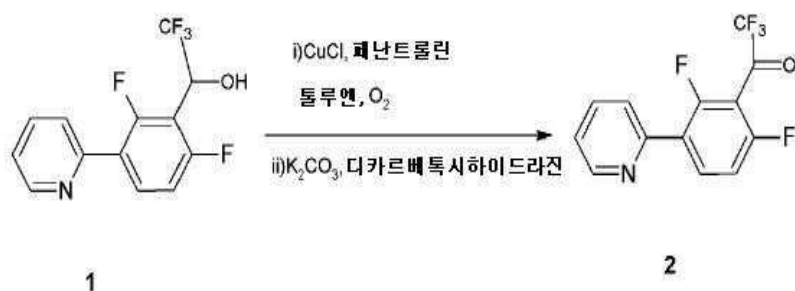 CF₃
OH
F
F
N
1
i)CuCl, 페난트롤린
톨루엔, O₂
ii)K₂CO₃, 디카르베톡시하이드라진
CF₃
O
F
F
N
2